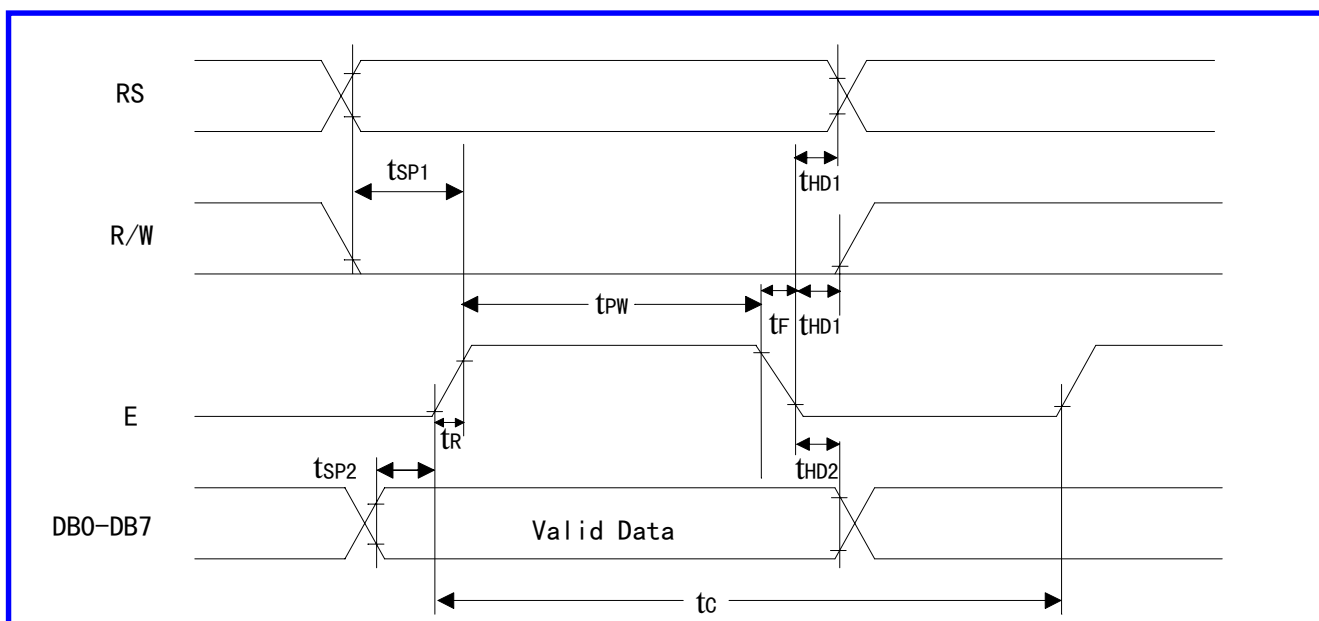 RS
tSP1
tHD1
R/W
tPW
tF
tHD1
E
tR
tSP2
tHD2
DB0-DB7
Valid Data
tC